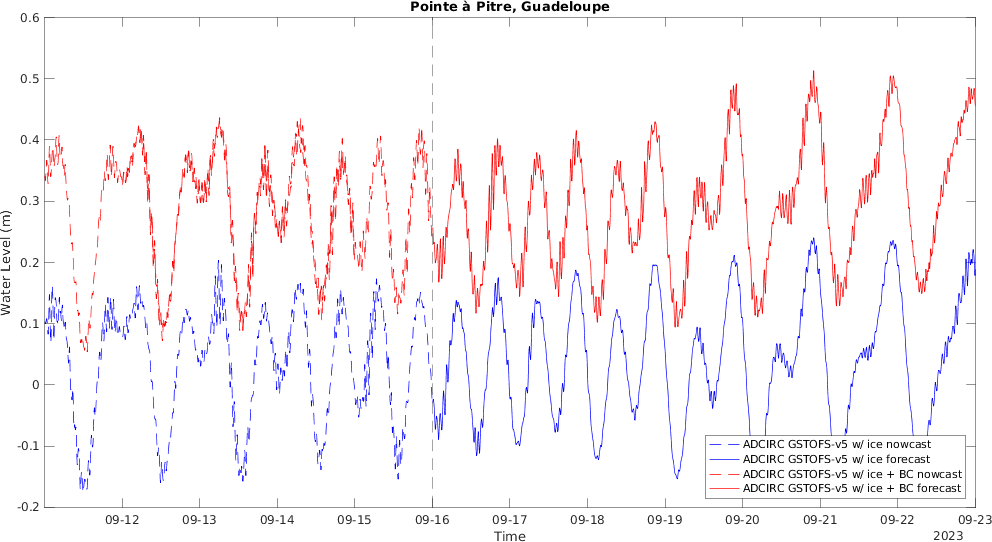 Pointe à Pitre, Guadeloupe
0.6
0.5
0.4
0.3
0.2
0.1
0
-0.1
-0.2
Water Level (m)
ADCIRC GSTOFS-v5 w/ ice nowcast
ADCIRC GSTOFS-v5 w/ ice forecast
ADCIRC GSTOFS-v5 w/ ice + BC nowcast
ADCIRC GSTOFS-v5 w/ ice + BC forecast
09-12 09-13 09-14 09-15 09-16 09-17 09-18 09-19 09-20 09-21 09-22 09-23
Time
2023